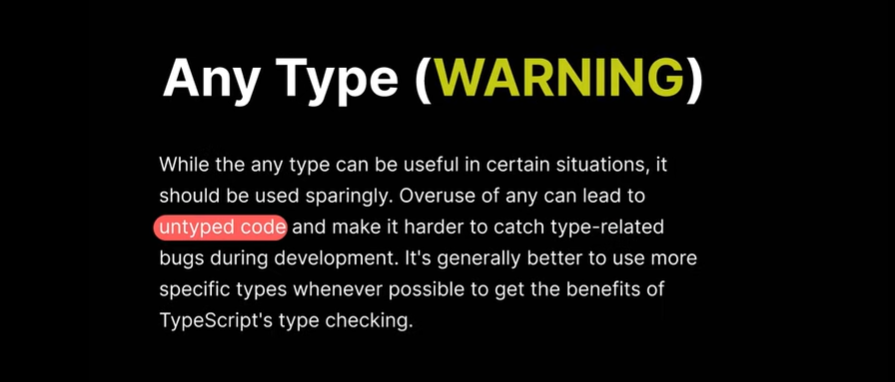 Any Type (WARNING)
While the any type can be useful in certain situations, it
should be used sparingly. Overuse of any can lead to
untyped code and make it harder to catch type-related
bugs during development. It's generally better to use more
specific types whenever possible to get the benefits of
TypeScript's type checking.